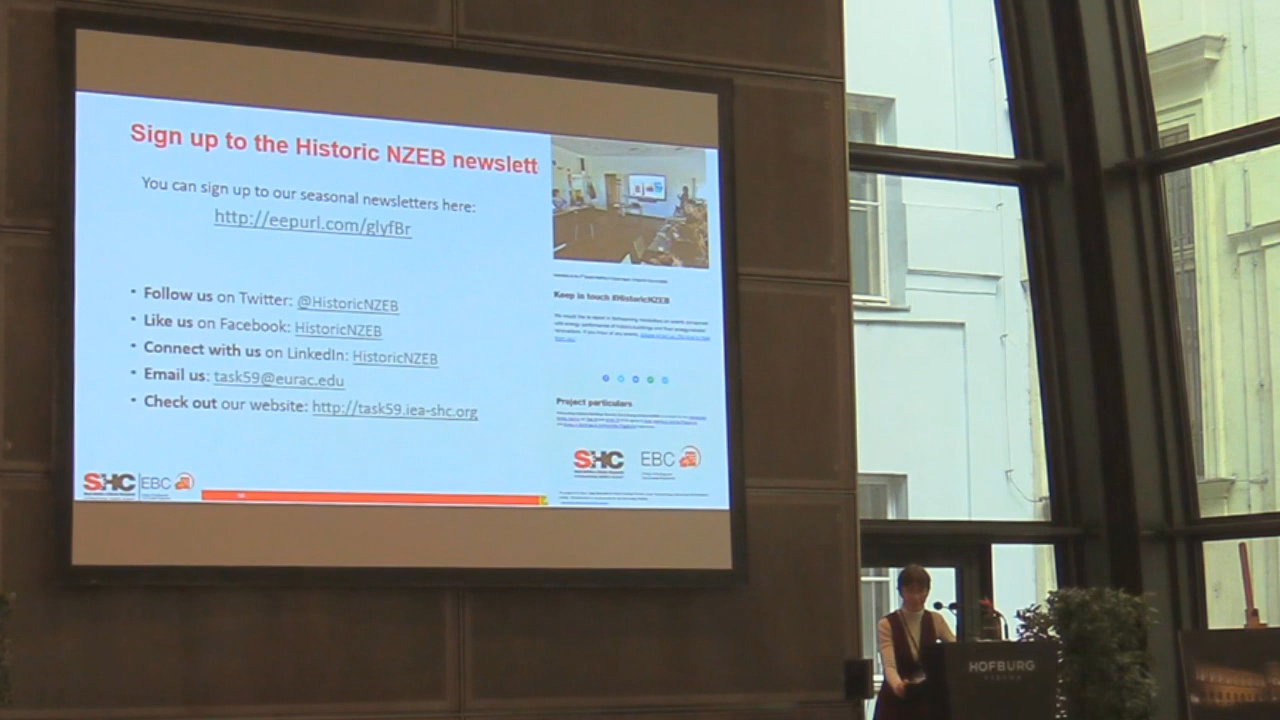 Sign up to the Historic NZEB newslett
You can sign up to our seasonal newsletters here:
http://eepurl.com/glyfBr
• Follow us on Twitter: @HistoricNZEB
• Like us on Facebook: HistoricNZEB
• Connect with us on LinkedIn: HistoricNZEB
• Email us: task59@eurac.edu
• Check out our website: http://task59.iea-shc.org
Keep in touch #HistoricNZEB
Project particulars
SHC EBC
SHC EBC
HOFBURG
VIENNA